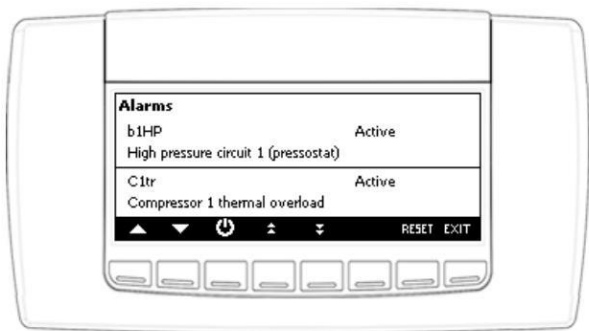 Alarms
b1HP Active
High pressure circuit 1 (pressostat)
C1tr Active
Compressor 1 thermal overload
RESET EXIT